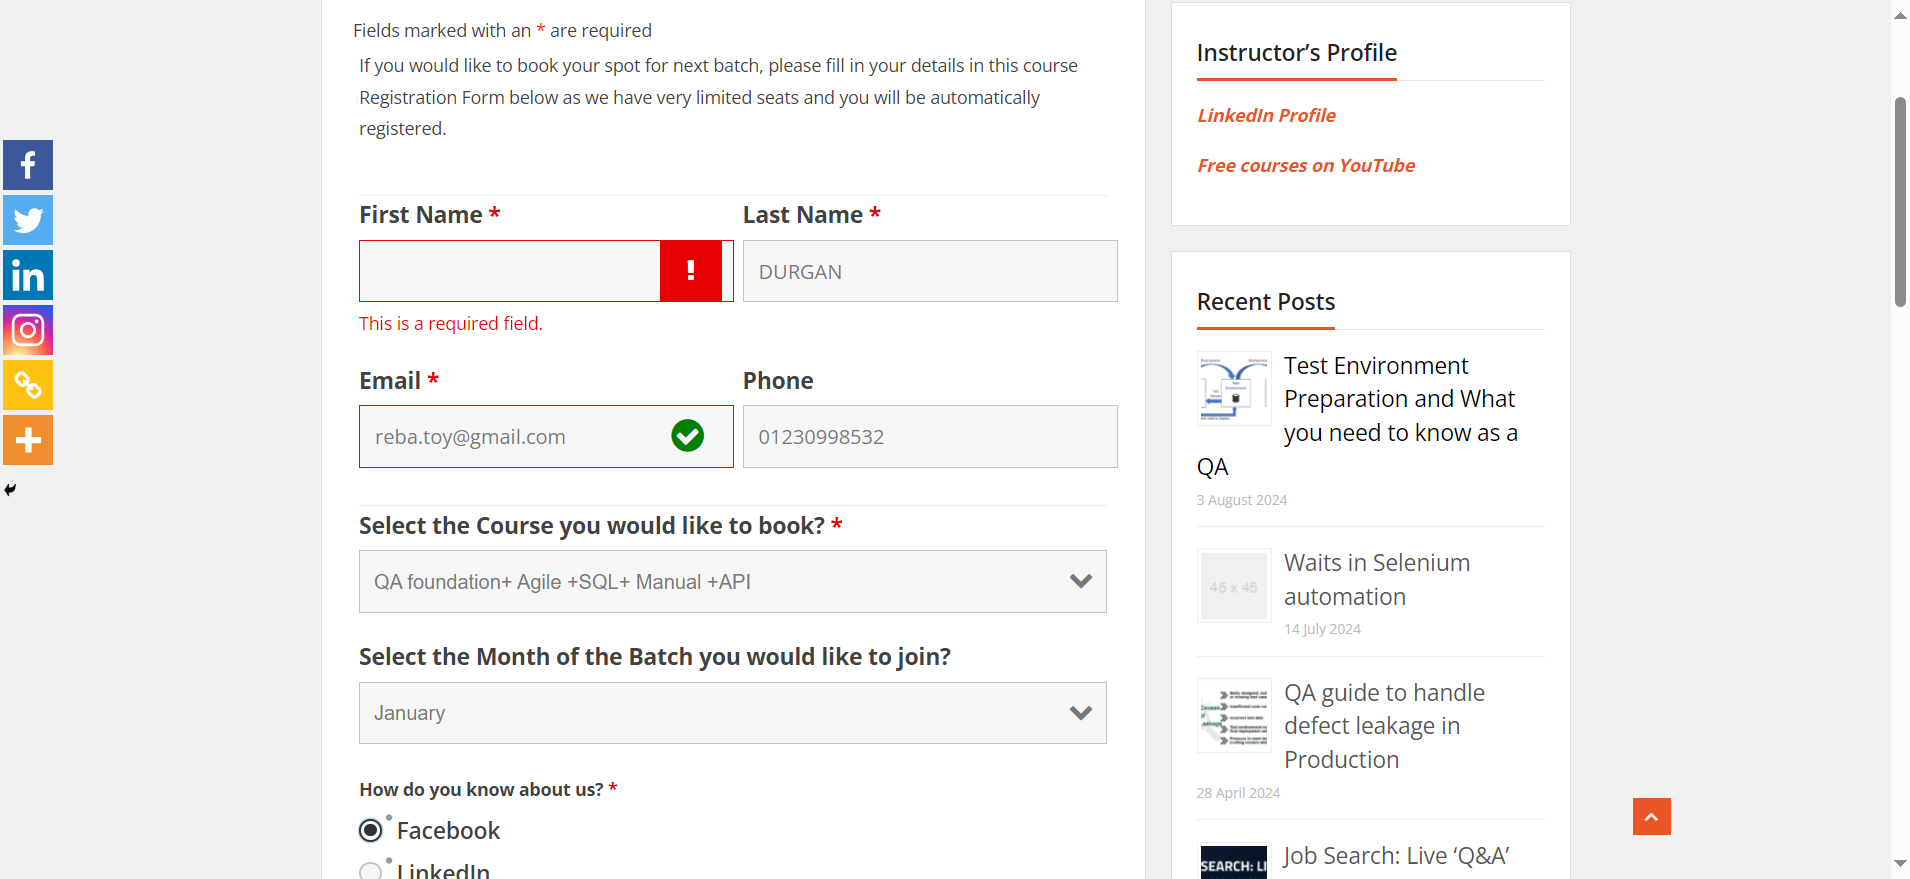 Fields marked with an * are required
If you would like to book your spot for next batch, please fill in your details in this course
Registration Form below as we have very limited seats and you will be automatically
registered.
First Name *
Last Name *
DURGAN
This is a required field.
Email *
Phone
reba.toy@gmail.com
01230998532
Select the Course you would like to book? *
QA foundation+ Agile +SQL+ Manual +API
Select the Month of the Batch you would like to join?
January
How do you know about us? *
Facebook
LinkedIn
Instructor’s Profile
LinkedIn Profile
Free courses on YouTube
Recent Posts
Test Environment
Preparation and What
you need to know as a
QA
3 August 2024
45 x 45
Waits in Selenium
automation
14 July 2024
QA guide to handle
defect leakage in
Production
28 April 2024
SEARCH: LI
Job Search: Live ‘Q&A’